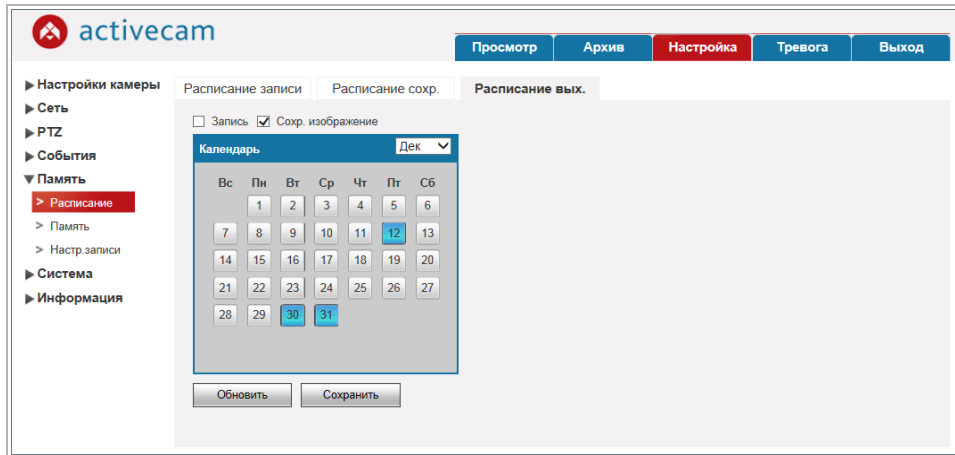 activecam
Просмотр Архив Настройка Тревога Выход
Настройки камеры
Сеть
PTZ
События
Память
> Расписание
> Память
> Настр.записи
Система
Информация
Расписание записи Расписание сохр. Расписание вых.
Запись Сохр. изображение
Календарь Дек
Вс Пн Вт Ср Чт Пт Сб
1 2 3 4 5 6
7 8 9 10 11 12 13
14 15 16 17 18 19 20
21 22 23 24 25 26 27
28 29 30 31
Обновить Сохранить